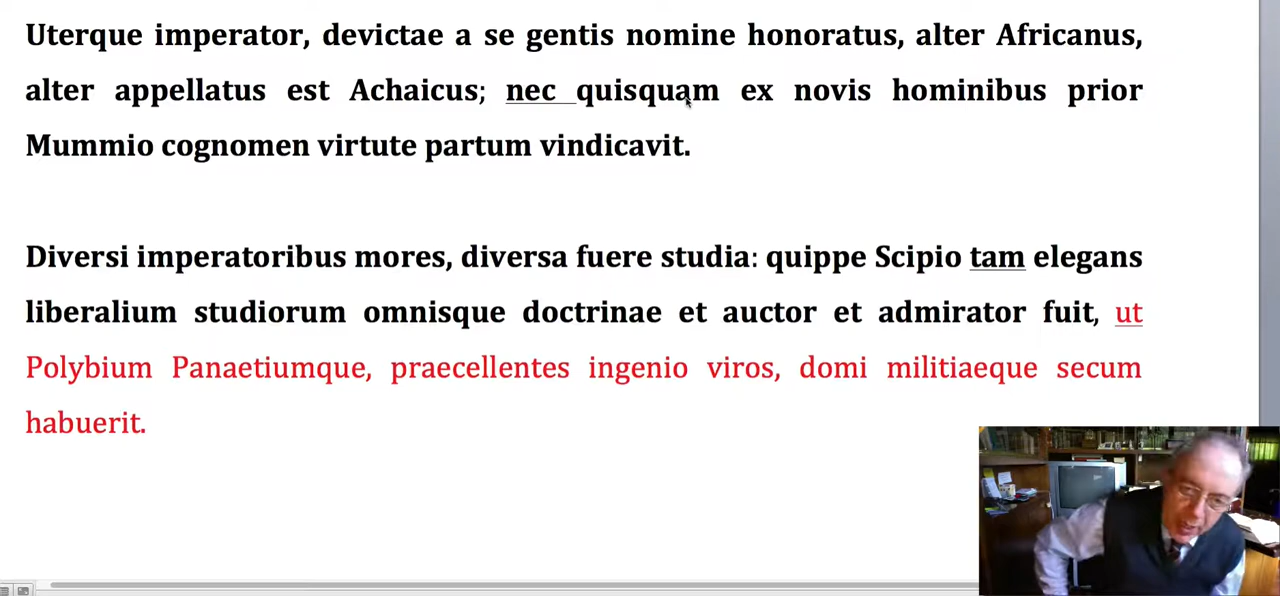 Uterque imperator, devictae a se gentis nomine honoratus, alter Africanus,
alter appellatus est Achaicus; nec quisquam ex novis hominibus prior
Mummio cognomen virtute partum vindicavit.
Diversi imperatoribus mores, diversa fuere studia: quippe Scipio tam elegans
liberalium studiorum omnisque doctrinae et auctor et admirator fuit, ut
Polybium Panaetiumque, praecellentes ingenio viros, domi militiaeque secum
habuerit.